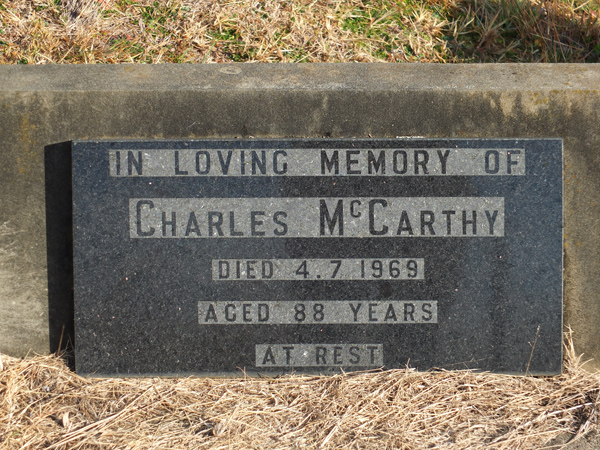 IN LOVING MEMORY OF
CHARLES McCARTHY
DIED 4.7.1969
AGED 88 YEARS
AT REST